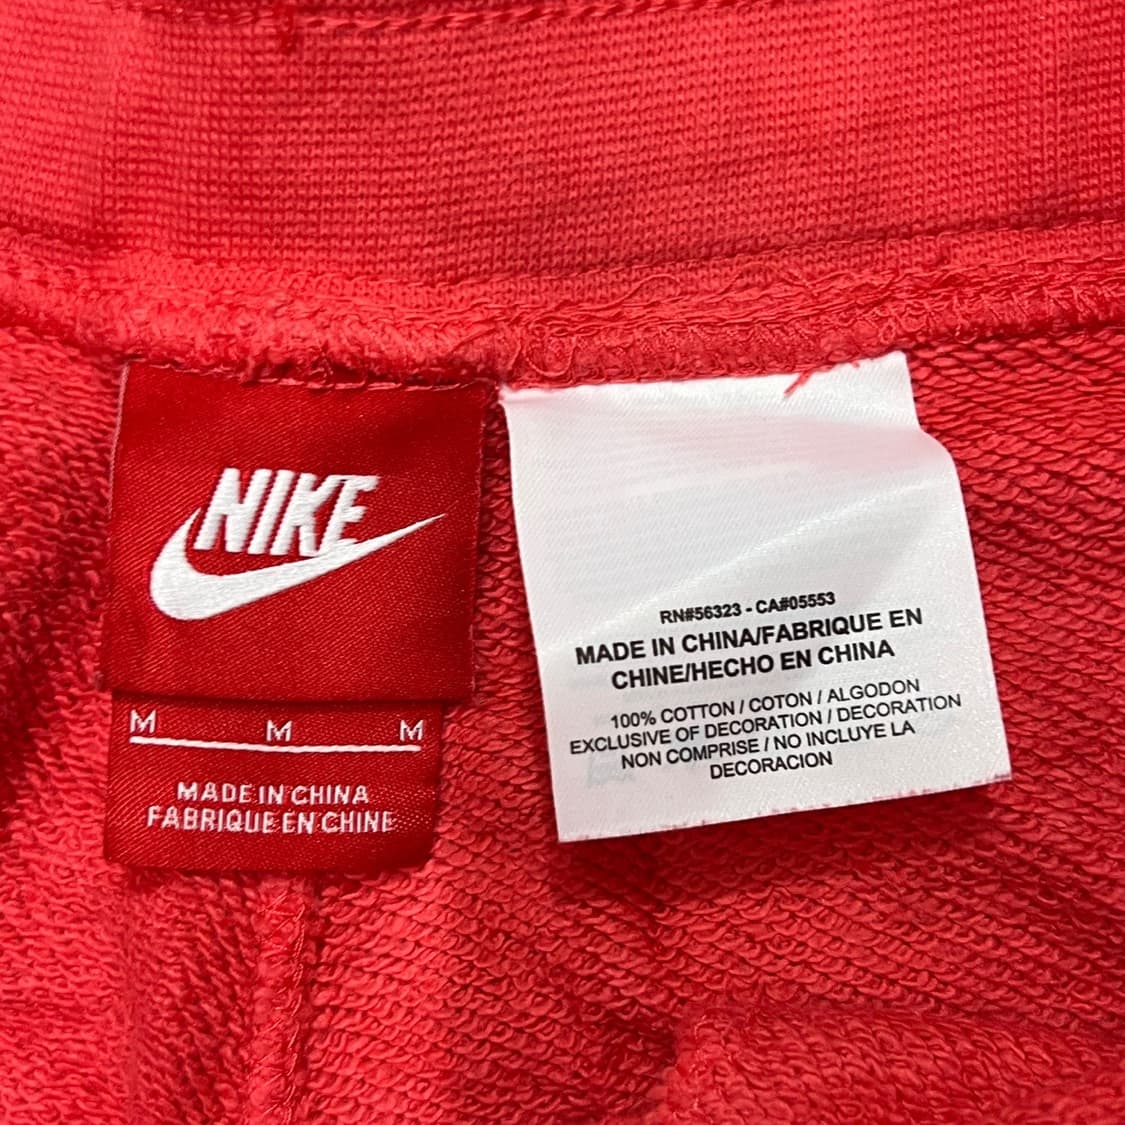 NIKE
M M M
MADE IN CHINA
FABRIQUE EN CHINE
RN#56323 - CA#05553
MADE IN CHINA/FABRIQUE EN
CHINE/HECHO EN CHINA
100% COTTON / COTON / ALGODON
EXCLUSIVE OF DECORATION / DECORATION
NON COMPRISE / NO INCLUYE LA
DECORACION